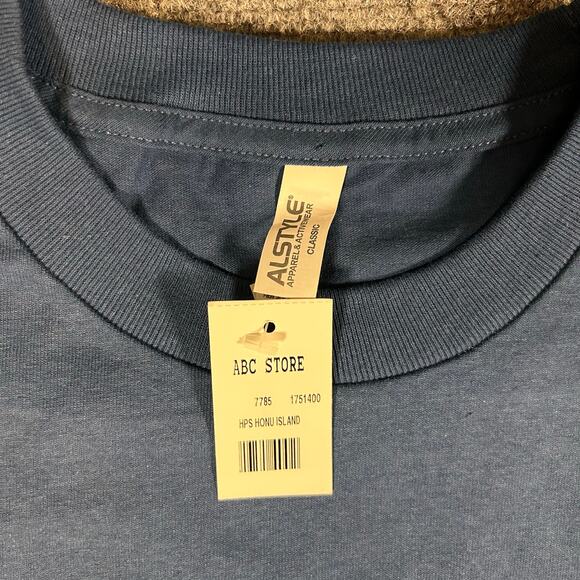 ALSTYLE®
APPAREL & ACTIVEWEAR
CLASSIC
ABC STORE
7785 1751400
HPS HONU ISLAND